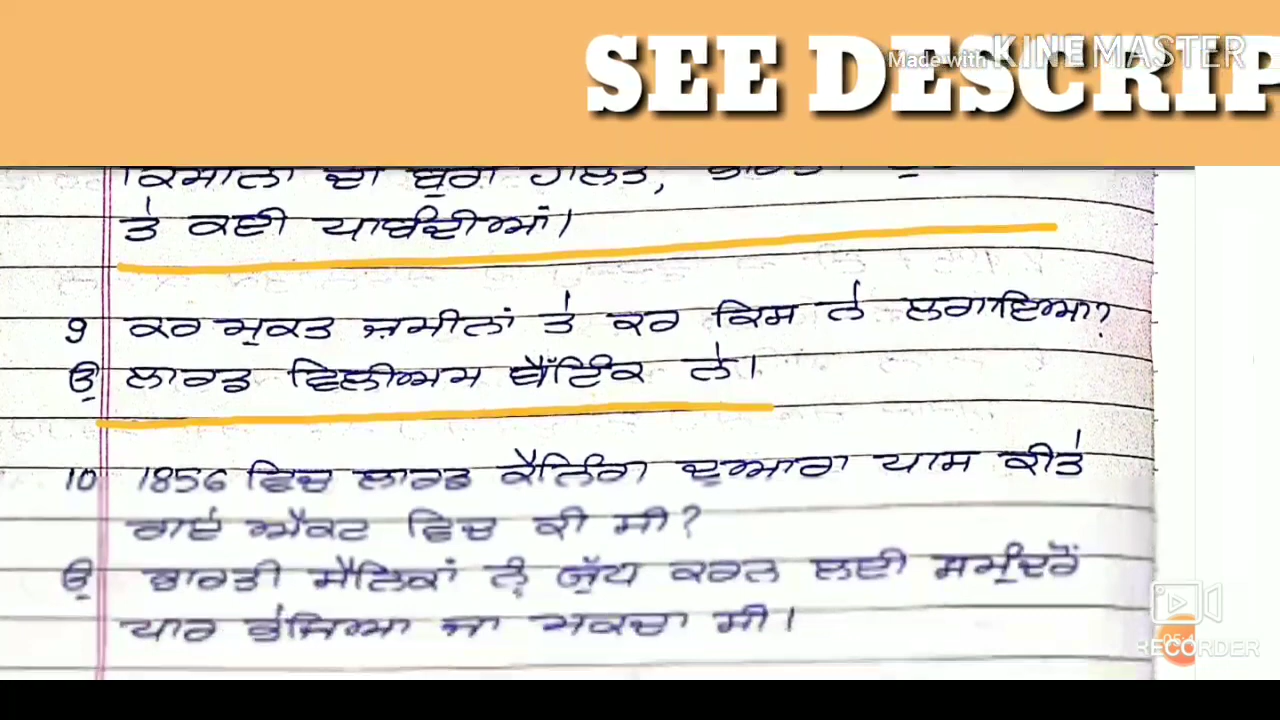 SEE DESCRIP
Made with KINEMASTER
ਕਿਸਾਨਾਂ ਦੀ ਬੁਰੀ ਹਾਲਤ,
ਤੇ ਕਈ ਪਾਬੰਦੀਆਂ।
9 ਕਰ ਮੁਕਤ ਜ਼ਮੀਨਾਂ ਤੇ ਕਰ ਕਿਸ ਨੇ ਲਗਾਇਆ?
ਉ ਲਾਰਡ ਵਿਲੀਅਮ ਬੈਂਟਿੰਕ ਨੇ।
10 1856 ਵਿਚ ਲਾਰਡ ਕੈਨਿੰਗ ਦੁਆਰਾ ਪਾਸ ਕੀਤੇ
ਗਏ ਐਕਟ ਵਿਚ ਕੀ ਸੀ?
ਉ ਭਾਰਤੀ ਸੈਨਿਕਾਂ ਨੂੰ ਯੁੱਧ ਕਰਨ ਲਈ ਸਮੁੰਦਰੋਂ
ਪਾਰ ਭੇਜਿਆ ਜਾ ਸਕਦਾ ਸੀ।
RECORDER